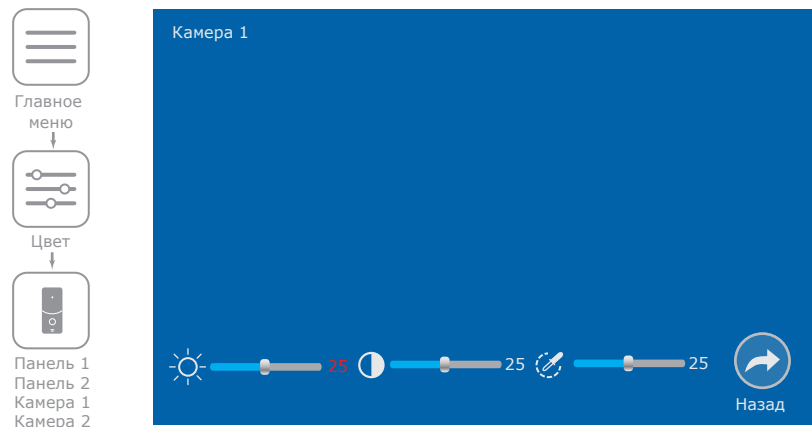 Главное
меню
Цвет
Панель 1
Панель 2
Камера 1
Камера 2
Камера 1
25
25
25
Назад